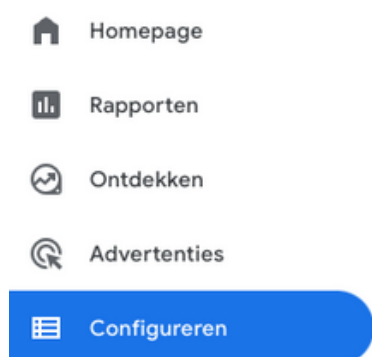 Homepage
Rapporten
Ontdekken
Advertenties
Configureren